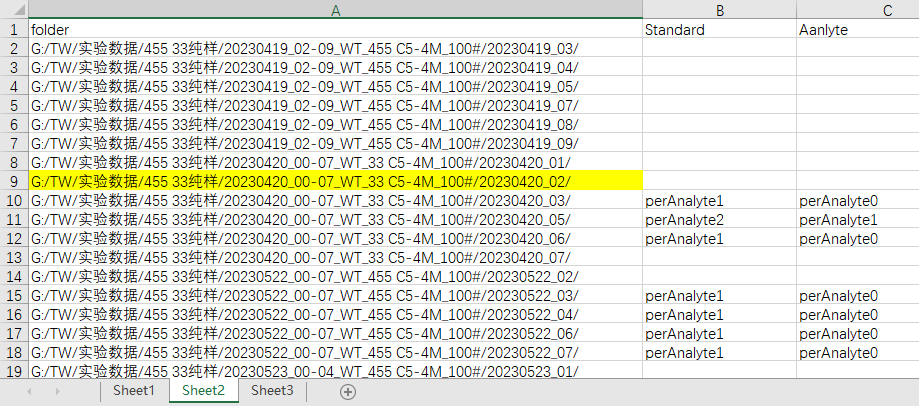 A B C
1 folder Standard Aanlyte
2 G:/TW/实验数据/455 33纯样/20230419_02-09_WT_455 C5-4M_100#/20230419_03/
3 G:/TW/实验数据/455 33纯样/20230419_02-09_WT_455 C5-4M_100#/20230419_04/
4 G:/TW/实验数据/455 33纯样/20230419_02-09_WT_455 C5-4M_100#/20230419_05/
5 G:/TW/实验数据/455 33纯样/20230419_02-09_WT_455 C5-4M_100#/20230419_07/
6 G:/TW/实验数据/455 33纯样/20230419_02-09_WT_455 C5-4M_100#/20230419_08/
7 G:/TW/实验数据/455 33纯样/20230419_02-09_WT_455 C5-4M_100#/20230419_09/
8 G:/TW/实验数据/455 33纯样/20230420_00-07_WT_33 C5-4M_100#/20230420_01/
9 G:/TW/实验数据/455 33纯样/20230420_00-07_WT_33 C5-4M_100#/20230420_02/
10 G:/TW/实验数据/455 33纯样/20230420_00-07_WT_33 C5-4M_100#/20230420_03/ perAnalyte1 perAnalyte0
11 G:/TW/实验数据/455 33纯样/20230420_00-07_WT_33 C5-4M_100#/20230420_05/ perAnalyte2 perAnalyte1
12 G:/TW/实验数据/455 33纯样/20230420_00-07_WT_33 C5-4M_100#/20230420_06/ perAnalyte1 perAnalyte0
13 G:/TW/实验数据/455 33纯样/20230420_00-07_WT_33 C5-4M_100#/20230420_07/
14 G:/TW/实验数据/455 33纯样/20230522_00-07_WT_455 C5-4M_100#/20230522_02/
15 G:/TW/实验数据/455 33纯样/20230522_00-07_WT_455 C5-4M_100#/20230522_03/ perAnalyte1 perAnalyte0
16 G:/TW/实验数据/455 33纯样/20230522_00-07_WT_455 C5-4M_100#/20230522_04/ perAnalyte1 perAnalyte0
17 G:/TW/实验数据/455 33纯样/20230522_00-07_WT_455 C5-4M_100#/20230522_06/ perAnalyte1 perAnalyte0
18 G:/TW/实验数据/455 33纯样/20230522_00-07_WT_455 C5-4M_100#/20230522_07/ perAnalyte1 perAnalyte0
19 G:/TW/实验数据/455 33纯样/20230523_00-04_WT_455 C5-4M_100#/20230523_01/
Sheet1 Sheet2 Sheet3